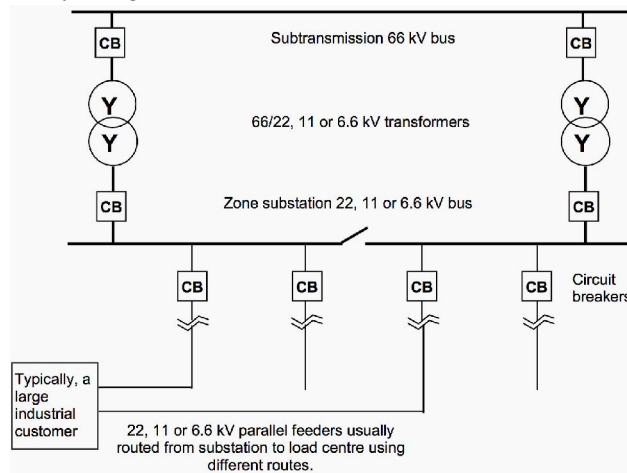 CB
Subtransmission 66 kV bus
CB
Y
Y
66/22, 11 or 6.6 kV transformers
Y
Y
CB
Zone substation 22, 11 or 6.6 kV bus
CB
CB
CB
CB
CB
Circuit
breakers
Typically, a
large
industrial
customer
22, 11 or 6.6 kV parallel feeders usually
routed from substation to load centre using
different routes.